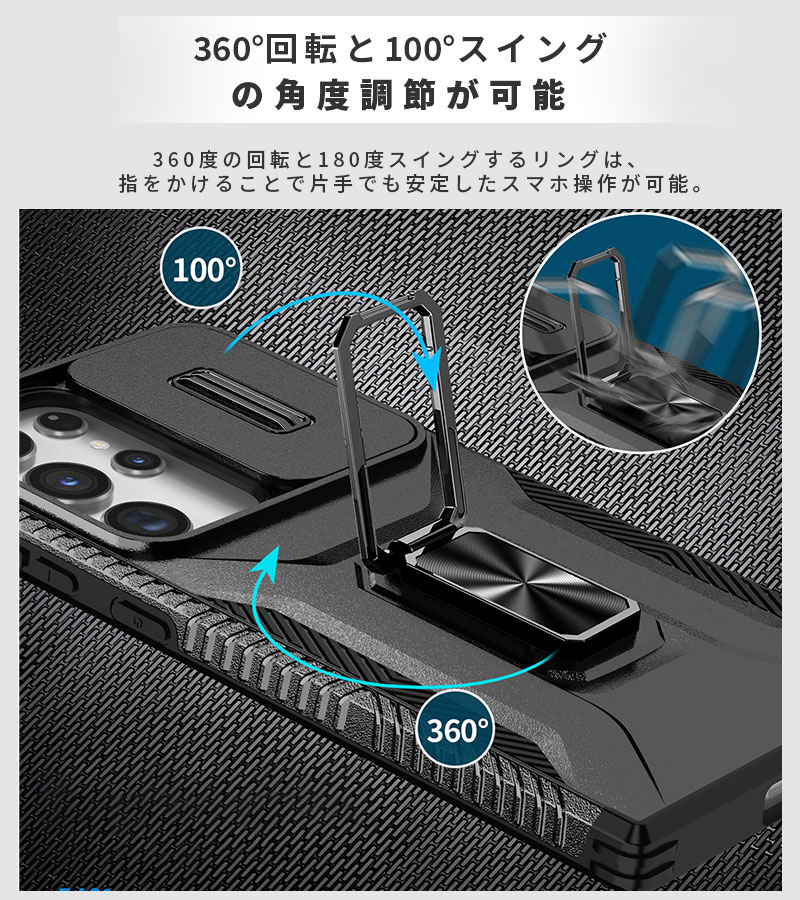 360°回転と100°スイング
の角度調節が可能
360度の回転と180度スイングするリングは、
指をかけることで片手でも安定したスマホ操作が可能。
100°
360°